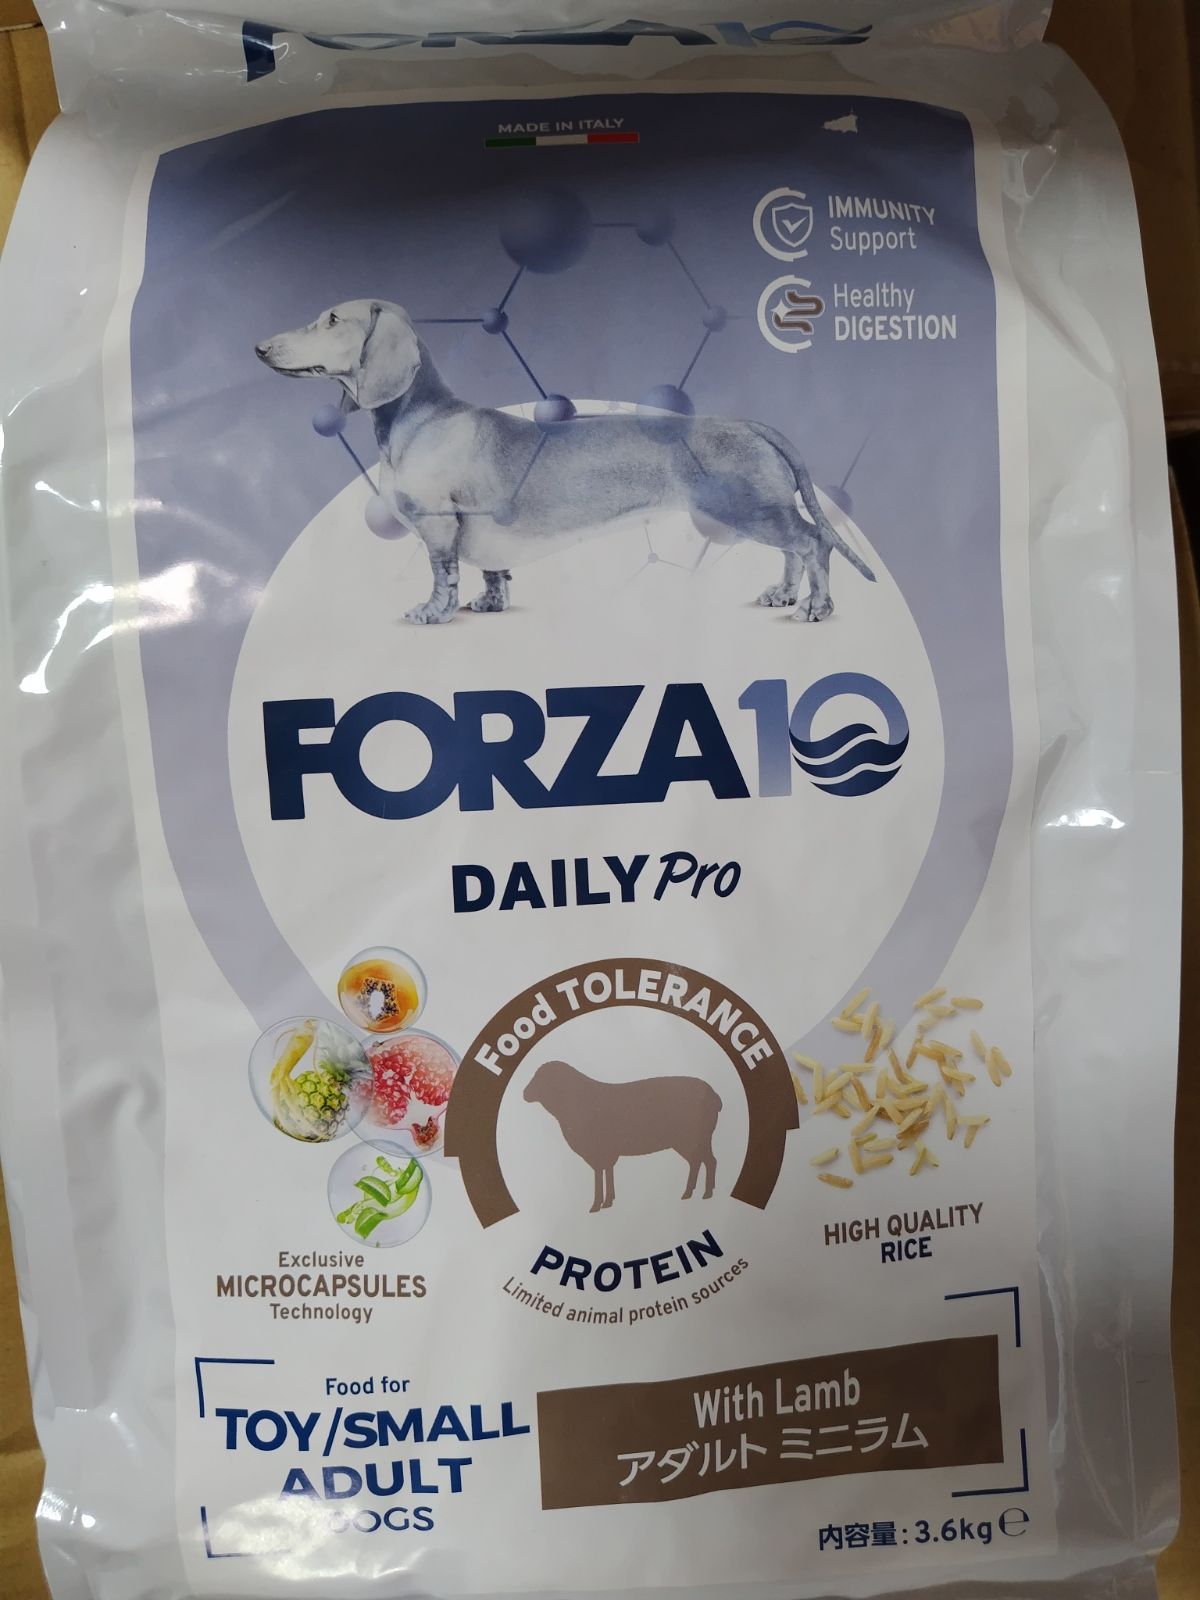 MADE IN ITALY
IMMUNITY
Support
Healthy
DIGESTION
FORZA10
DAILY Pro
Food TOLERANCE
PROTEIN
Limited animal protein sources
Exclusive
MICROCAPSULES
Technology
HIGH QUALITY
RICE
Food for
TOY/SMALL
ADULT
DOGS
With Lamb
アダルト ミニラム
内容量:3.6kg ℮